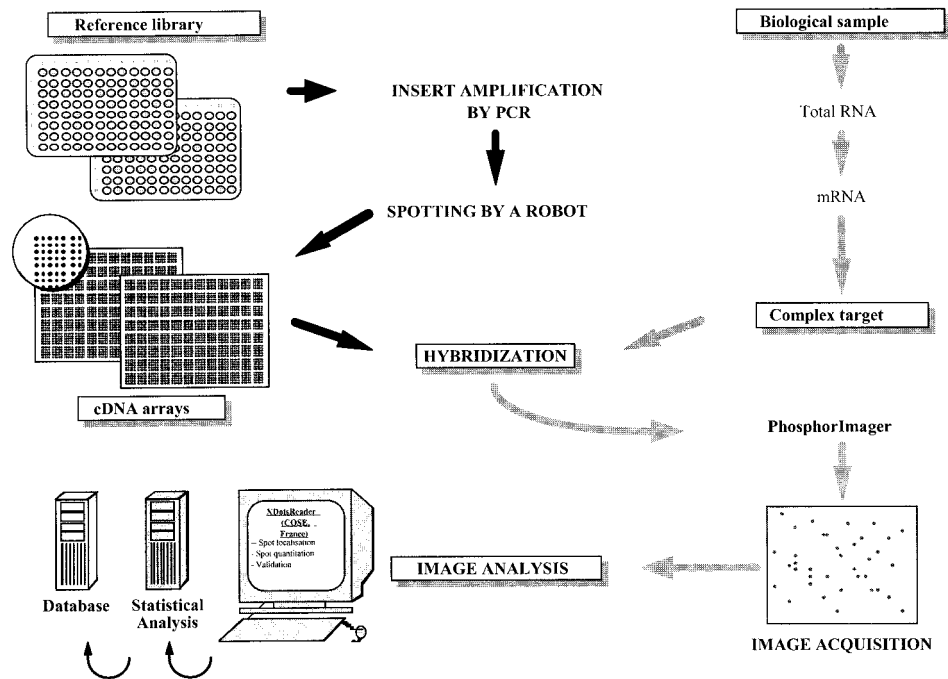 Reference library
Biological sample
INSERT AMPLIFICATION
BY PCR
Total RNA
SPOTTING BY A ROBOT
mRNA
Complex target
HYBRIDIZATION
cDNA arrays
PhosphorImager
XDotsReader
(COSE,
France)
- Spot localisation
- Spot quantitation
- Validation
IMAGE ANALYSIS
Database
Statistical
Analysis
IMAGE ACQUISITION